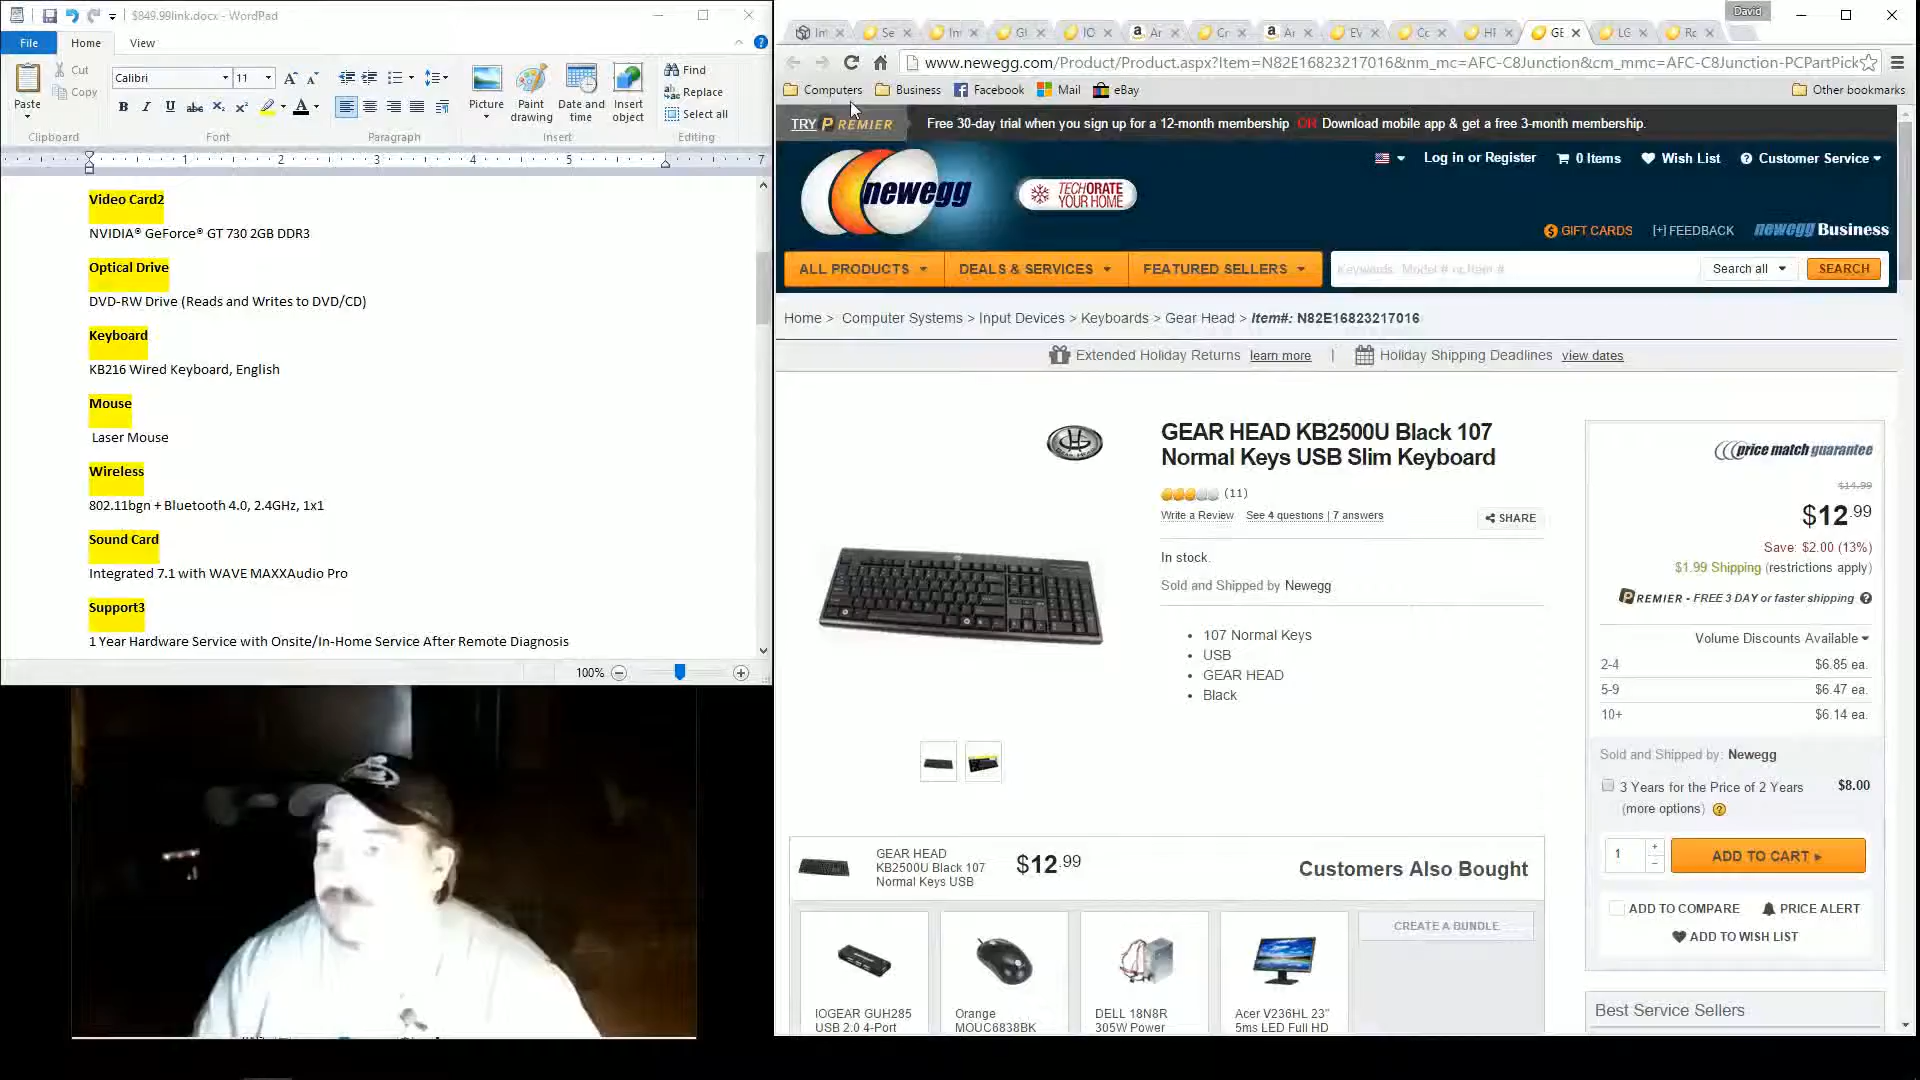 $849.99link.docx - WordPad
File
Home
View
Paste
Cut
Copy
Clipboard
Calibri
11
Font
Paragraph
Picture
Paint drawing
Date and time
Insert object
Insert
Find
Replace
Select all
Editing
1 2 3 4 5 7
Video Card2
NVIDIA® GeForce® GT 730 2GB DDR3
Optical Drive
DVD-RW Drive (Reads and Writes to DVD/CD)
Keyboard
KB216 Wired Keyboard, English
Mouse
Laser Mouse
Wireless
802.11bgn + Bluetooth 4.0, 2.4GHz, 1x1
Sound Card
Integrated 7.1 with WAVE MAXXAudio Pro
Support3
1 Year Hardware Service with Onsite/In-Home Service After Remote Diagnosis
100%
David
www.newegg.com/Product/Product.aspx?Item=N82E16823217016&nm_mc=AFC-C8Junction&cm_mmc=AFC-C8Junction-PCPartPick
Computers
Business
Facebook
Mail
eBay
Other bookmarks
TRY PREMIER
Free 30-day trial when you sign up for a 12-month membership OR Download mobile app & get a free 3-month membership.
newegg
TECHORATE
YOUR HOME
Log in or Register
0 Items
Wish List
Customer Service
GIFT CARDS
[+] FEEDBACK
newegg Business
ALL PRODUCTS
DEALS & SERVICES
FEATURED SELLERS
Keywords, Model # or Item #
Search all
SEARCH
Home > Computer Systems > Input Devices > Keyboards > Gear Head > Item#: N82E16823217016
Extended Holiday Returns learn more | Holiday Shipping Deadlines view dates
GEAR HEAD KB2500U Black 107
Normal Keys USB Slim Keyboard
(11)
Write a Review
See 4 questions | 7 answers
SHARE
In stock.
Sold and Shipped by Newegg
107 Normal Keys
USB
GEAR HEAD
Black
price match guarantee
$14.99
$12.99
Save: $2.00 (13%)
$1.99 Shipping (restrictions apply)
PREMIER - FREE 3 DAY or faster shipping
Volume Discounts Available
2-4 $6.85 ea.
5-9 $6.47 ea.
10+ $6.14 ea.
Sold and Shipped by: Newegg
3 Years for the Price of 2 Years $8.00
(more options)
1
ADD TO CART
ADD TO COMPARE
PRICE ALERT
ADD TO WISH LIST
Best Service Sellers
GEAR HEAD
KB2500U Black 107
Normal Keys USB
$12.99
Customers Also Bought
IOGEAR GUH285
USB 2.0 4-Port
Orange
MOUC6838BK
DELL 18N8R
305W Power
Acer V236HL 23"
5ms LED Full HD
CREATE A BUNDLE